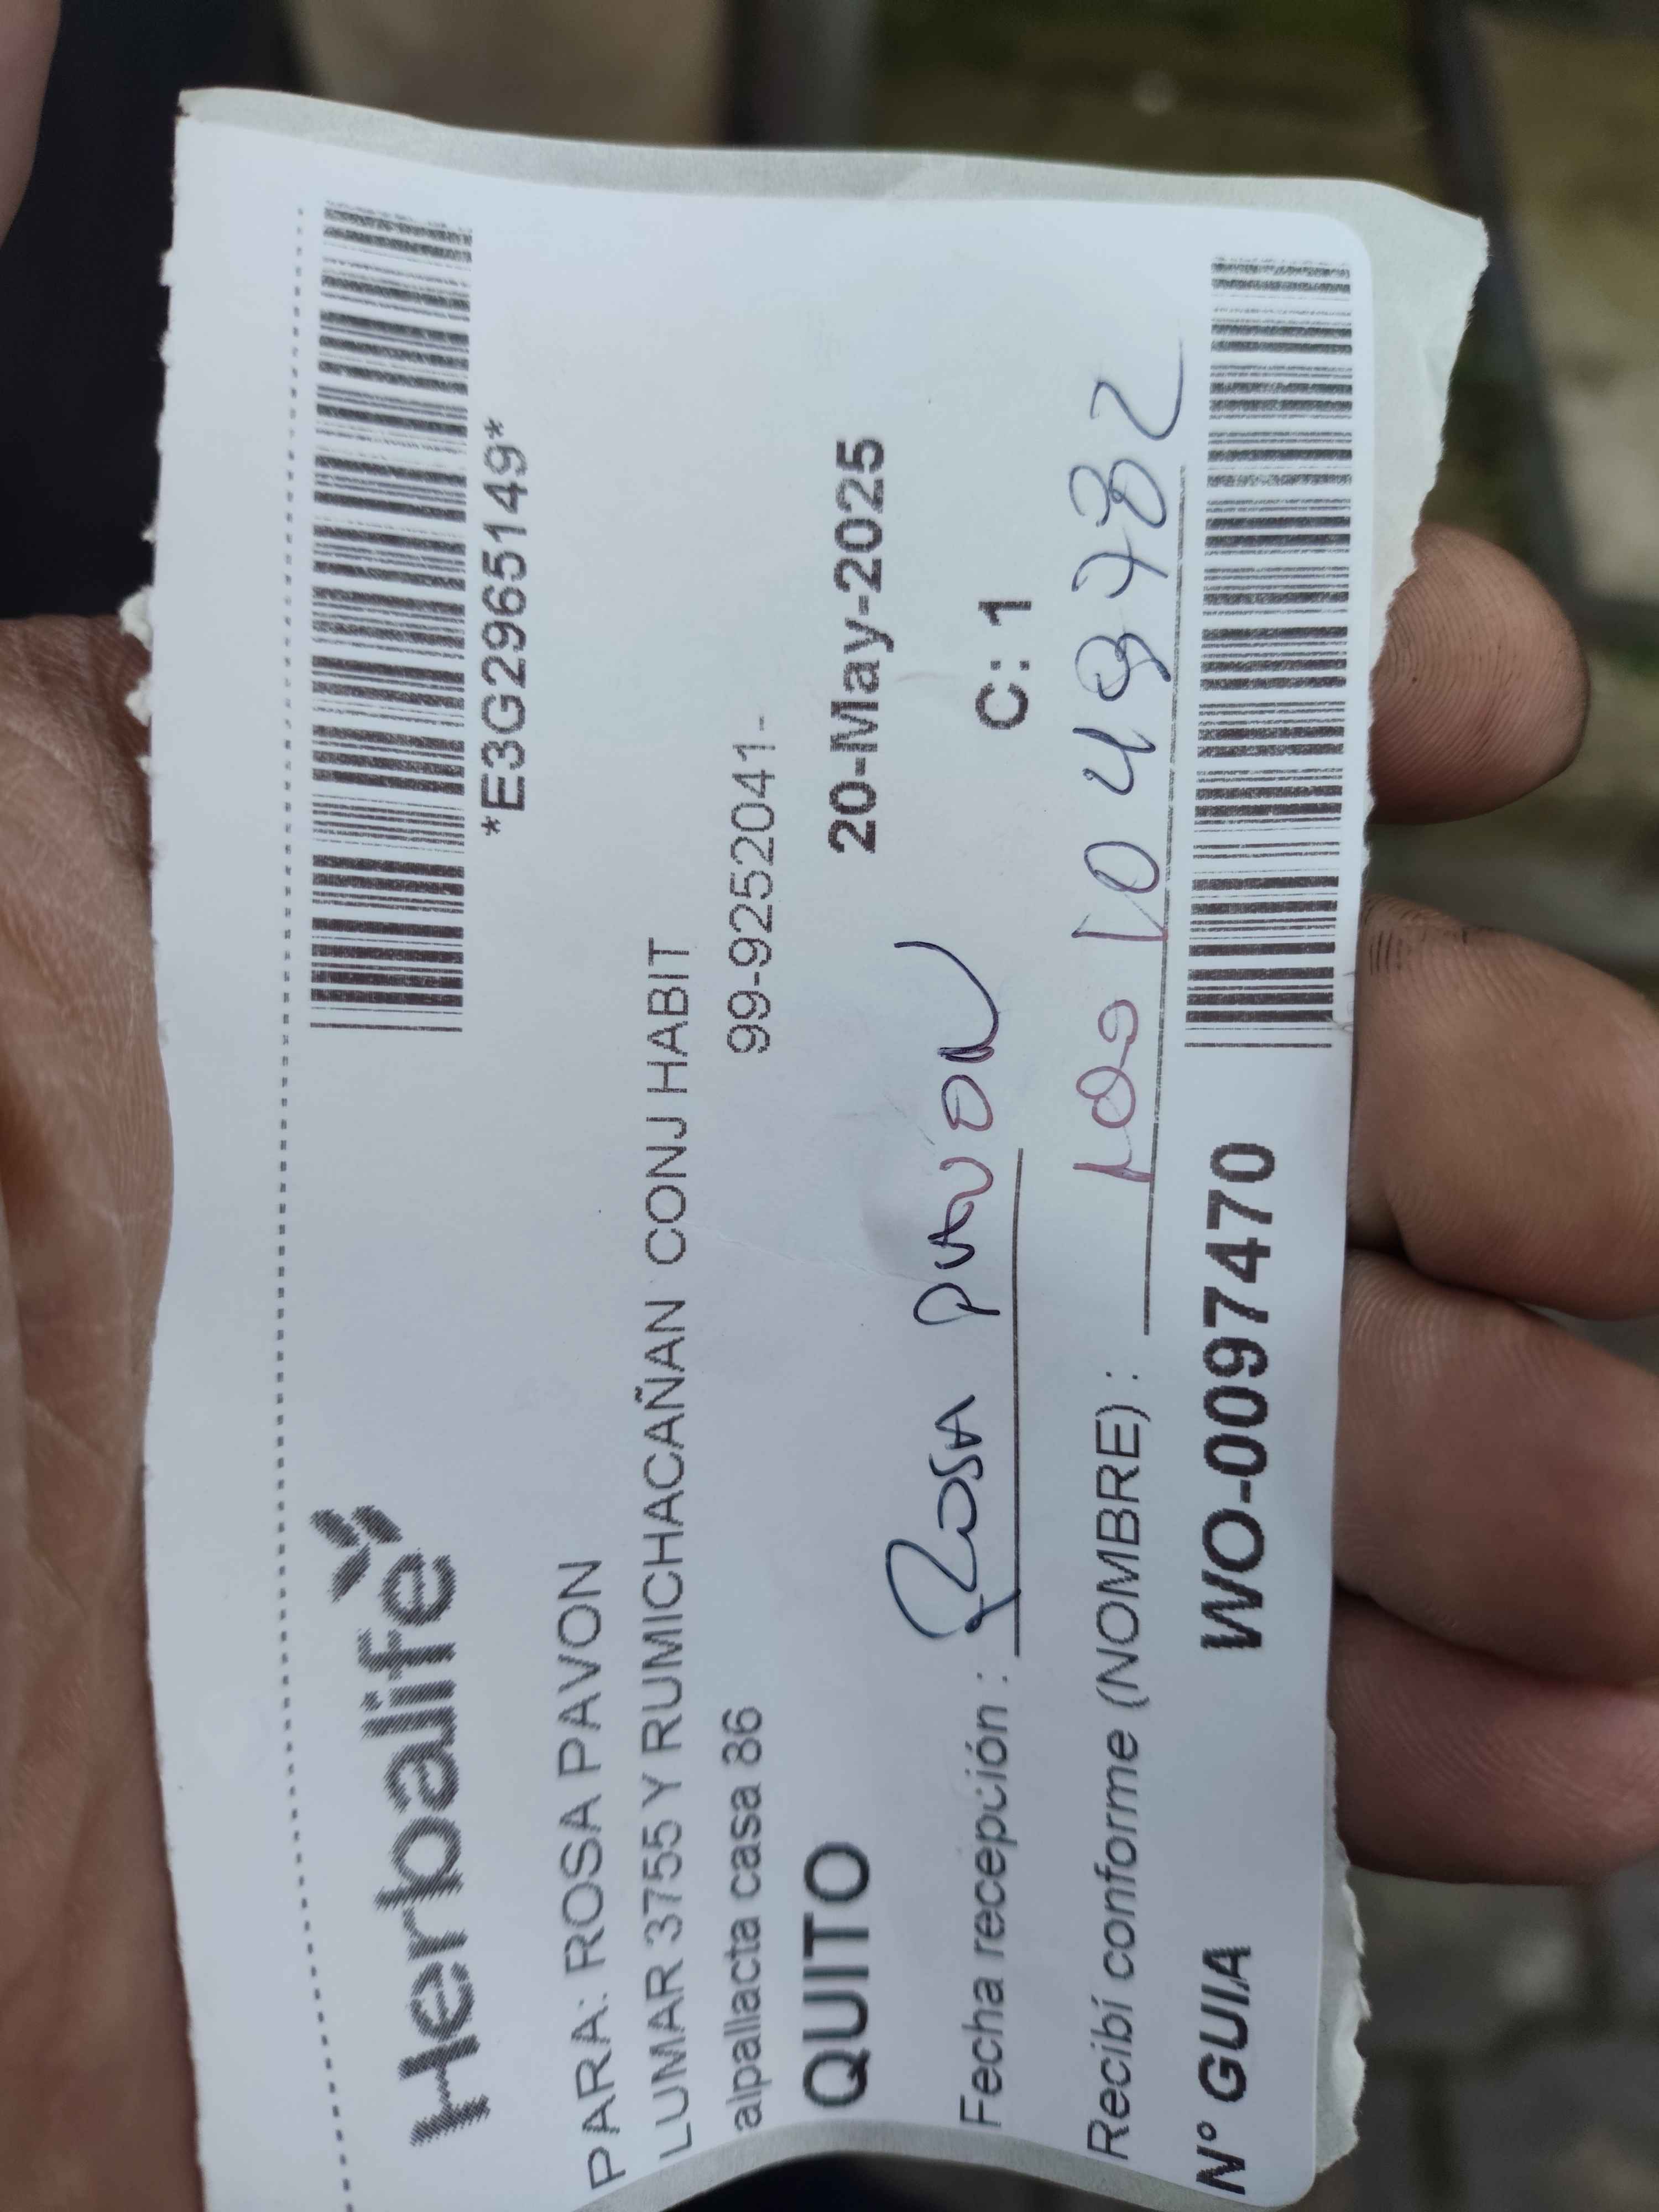 Herbalife
*E3G2965149*
PARA: ROSA PAVON
LUMAR 3755 Y RUMICHACAÑAN CONJ HABIT
alpallacta casa 86 99-9252041-
QUITO 20-May-2025
Fecha recepción : Rosa PAVON
C: 1
Recibí conforme (NOMBRE) :
Nº GUIA WO-0097470